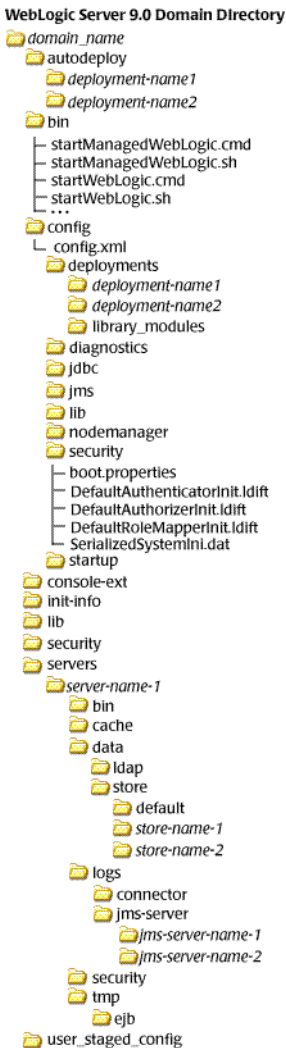 WebLogic Server 9.0 Domain DIrectory
domain_name
autodeploy
deployment-name1
deployment-name2
bin
startManagedWebLogic.cmd
startManagedWebLogic.sh
startWebLogic.cmd
startWebLogic.sh
...
config
config.xml
deployments
deployment-name1
deployment-name2
library_modules
diagnostics
jdbc
jms
lib
nodemanager
security
boot.properties
DefaultAuthenticatorInit.ldift
DefaultAuthorizerInit.ldift
DefaultRoleMapperInit.ldift
SerializedSystemIni.dat
startup
console-ext
init-info
lib
security
servers
server-name-1
bin
cache
data
ldap
store
default
store-name-1
store-name-2
logs
connector
jms-server
jms-server-name-1
jms-server-name-2
security
tmp
ejb
user_staged_config